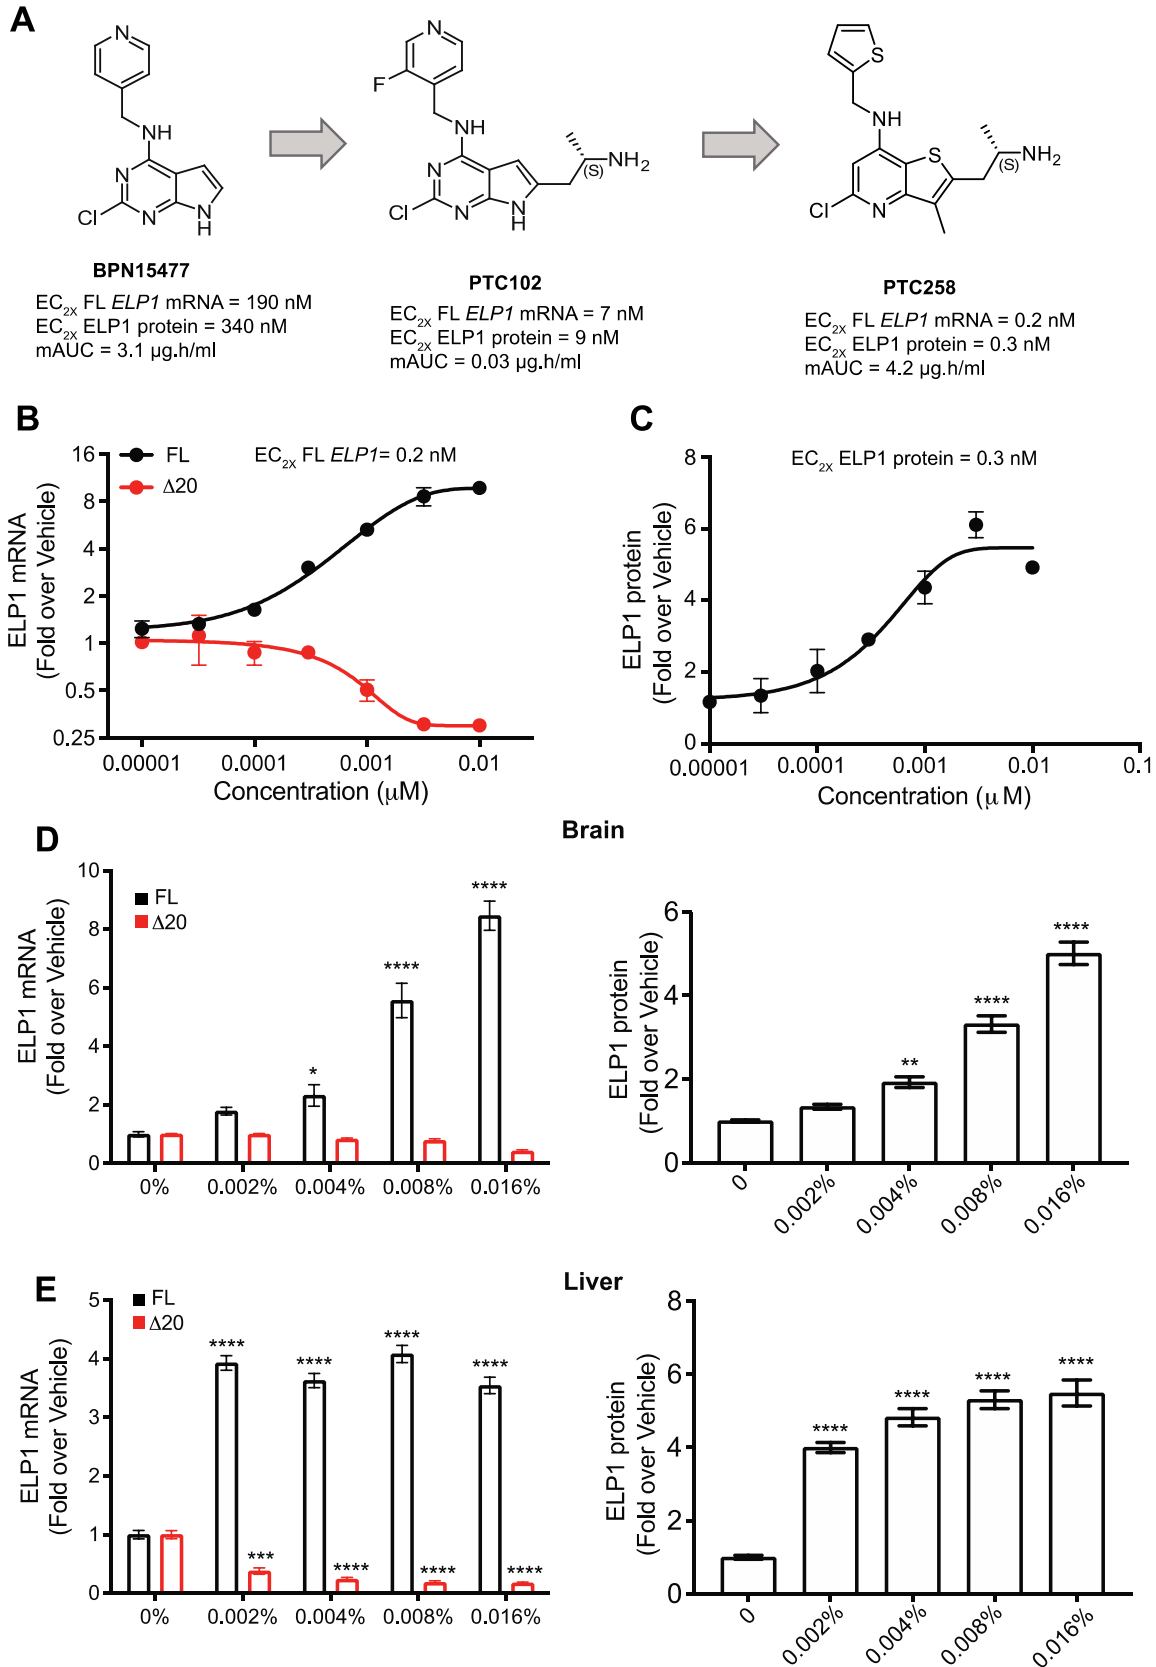 A
N
NH
N
N
Cl
N
H
BPN15477
EC2X FL ELP1 mRNA = 190 nM
EC2X ELP1 protein = 340 nM
mAUC = 3.1 µg.h/ml
N
F
NH
N
N
Cl
N
H
(S)
NH2
PTC102
EC2X FL ELP1 mRNA = 7 nM
EC2X ELP1 protein = 9 nM
mAUC = 0.03 µg.h/ml
S
NH
S
N
Cl
(S)
NH2
PTC258
EC2X FL ELP1 mRNA = 0.2 nM
EC2X ELP1 protein = 0.3 nM
mAUC = 4.2 µg.h/ml
B
FL
Δ20
EC2X FL ELP1= 0.2 nM
ELP1 mRNA
(Fold over Vehicle)
16
8
4
2
1
0.5
0.25
0.00001 0.0001 0.001 0.01
Concentration (µM)
C
EC2X ELP1 protein = 0.3 nM
ELP1 protein
(Fold over Vehicle)
8
6
4
2
0
0.00001 0.0001 0.001 0.01 0.1
Concentration (µM)
Brain
D
FL
Δ20
ELP1 mRNA
(Fold over Vehicle)
10
8
6
4
2
0
* **** ****
0% 0.002% 0.004% 0.008% 0.016%
ELP1 protein
(Fold over Vehicle)
6
4
2
0
** **** ****
0 0.002% 0.004% 0.008% 0.016%
Liver
E
FL
Δ20
ELP1 mRNA
(Fold over Vehicle)
5
4
3
2
1
0
**** **** **** ****
*** **** **** ****
0% 0.002% 0.004% 0.008% 0.016%
ELP1 protein
(Fold over Vehicle)
8
6
4
2
0
**** **** **** ****
0 0.002% 0.004% 0.008% 0.016%